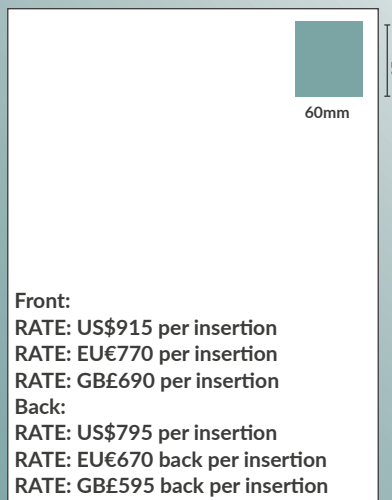 60mm
Front:
RATE: US$915 per insertion
RATE: EU€770 per insertion
RATE: GB£690 per insertion
Back:
RATE: US$795 per insertion
RATE: EU€670 back per insertion
RATE: GB£595 back per insertion